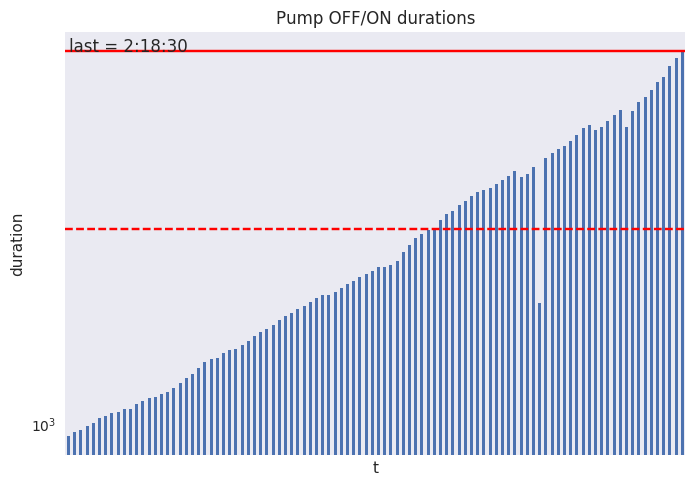 Pump OFF/ON durations
last = 2:18:30
duration
10³
t